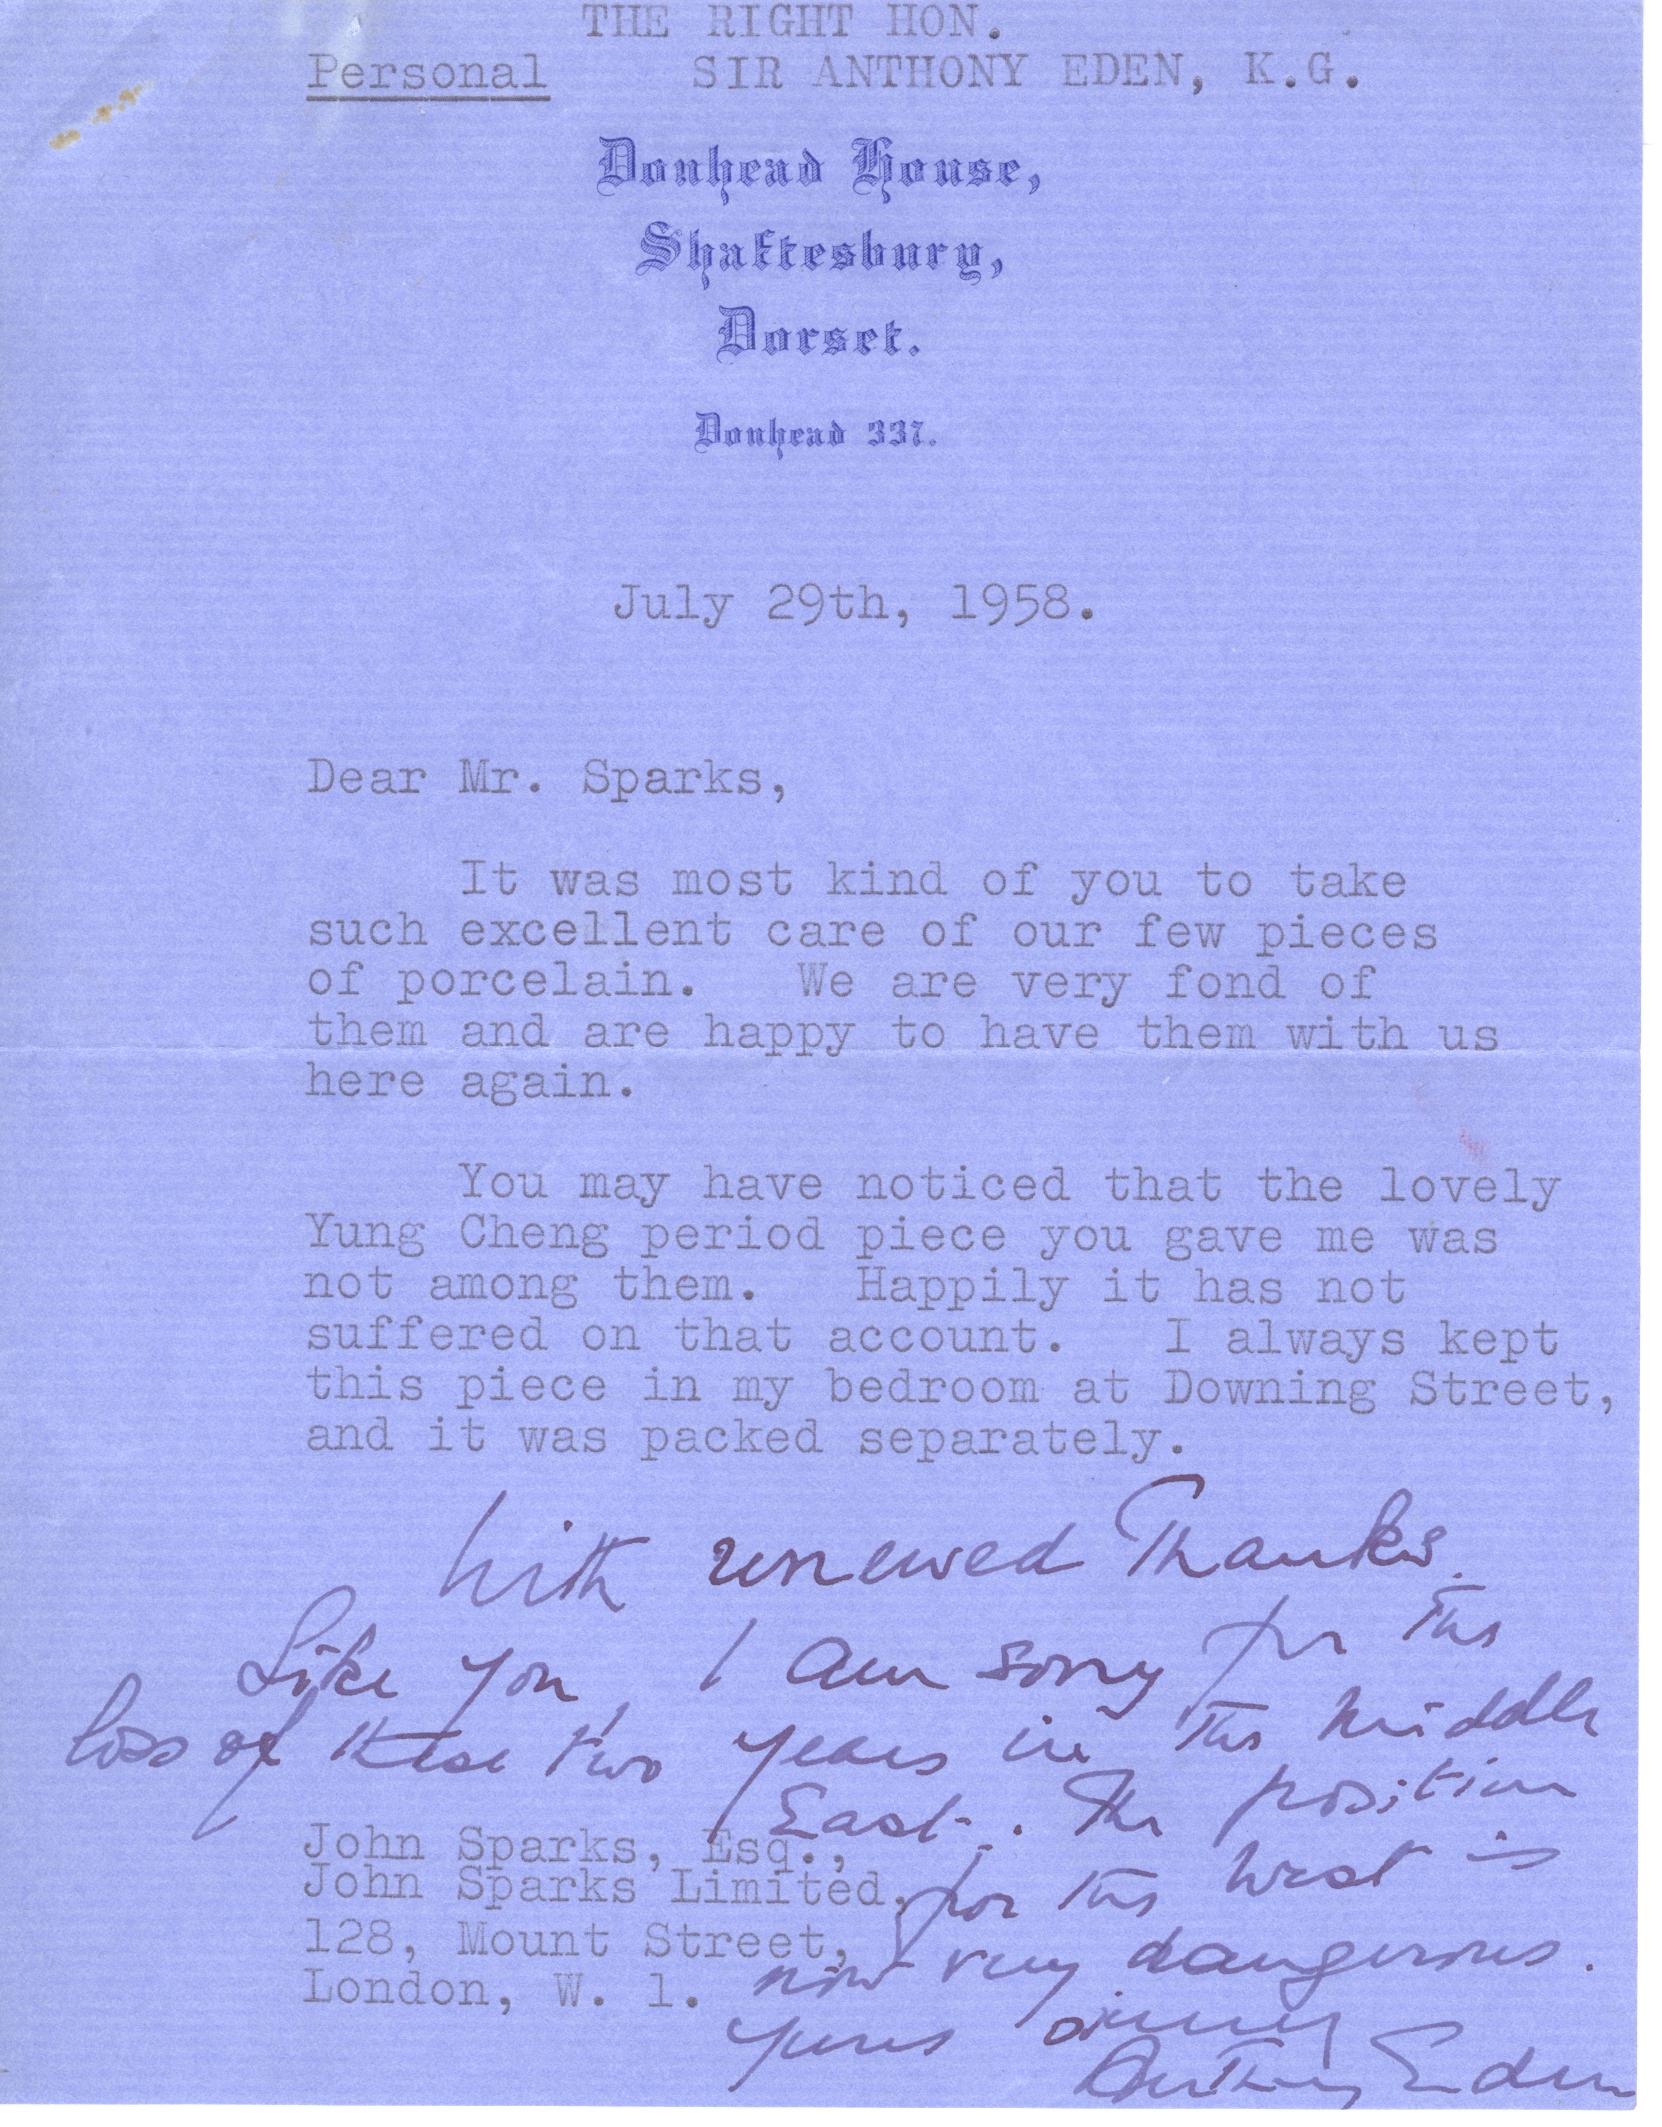 THE RIGHT HON.
Personal SIR ANTHONY EDEN, K.G.
Donhead House,
Shaftesbury,
Dorset.
Donhead 337.
July 29th, 1958.
Dear Mr. Sparks,
It was most kind of you to take
such excellent care of our few pieces
of porcelain. We are very fond of
them and are happy to have them with us
here again.
You may have noticed that the lovely
Yung Cheng period piece you gave me was
not among them. Happily it has not
suffered on that account. I always kept
this piece in my bedroom at Downing Street,
and it was packed separately.
With renewed Thanks.
Like you, I am sorry for the
loss of these two years in the Middle
East. The position
for the West is
now very dangerous.
Yours sincerely
Anthony Eden
John Sparks, Esq.,
John Sparks Limited,
128, Mount Street,
London, W. 1.